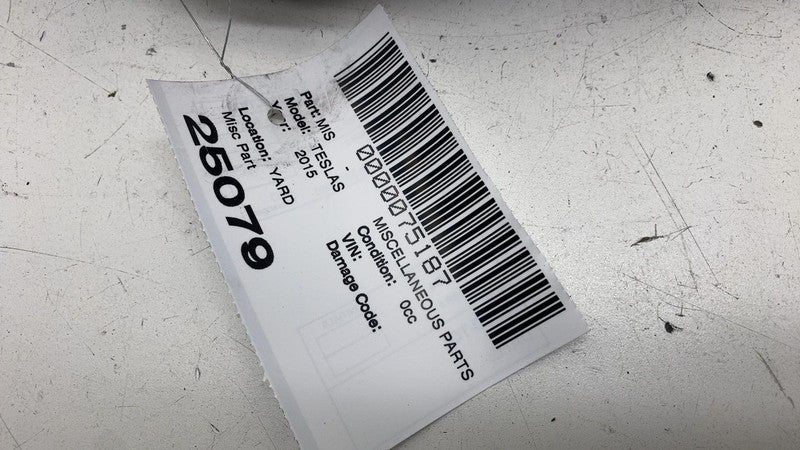 0000075187
Part: MIS - MISCELLANEOUS PARTS
Model: TESLAS Condition: 0cc
Year: 2015 VIN:
Damage Code:
Location: YARD
Misc Part
25079